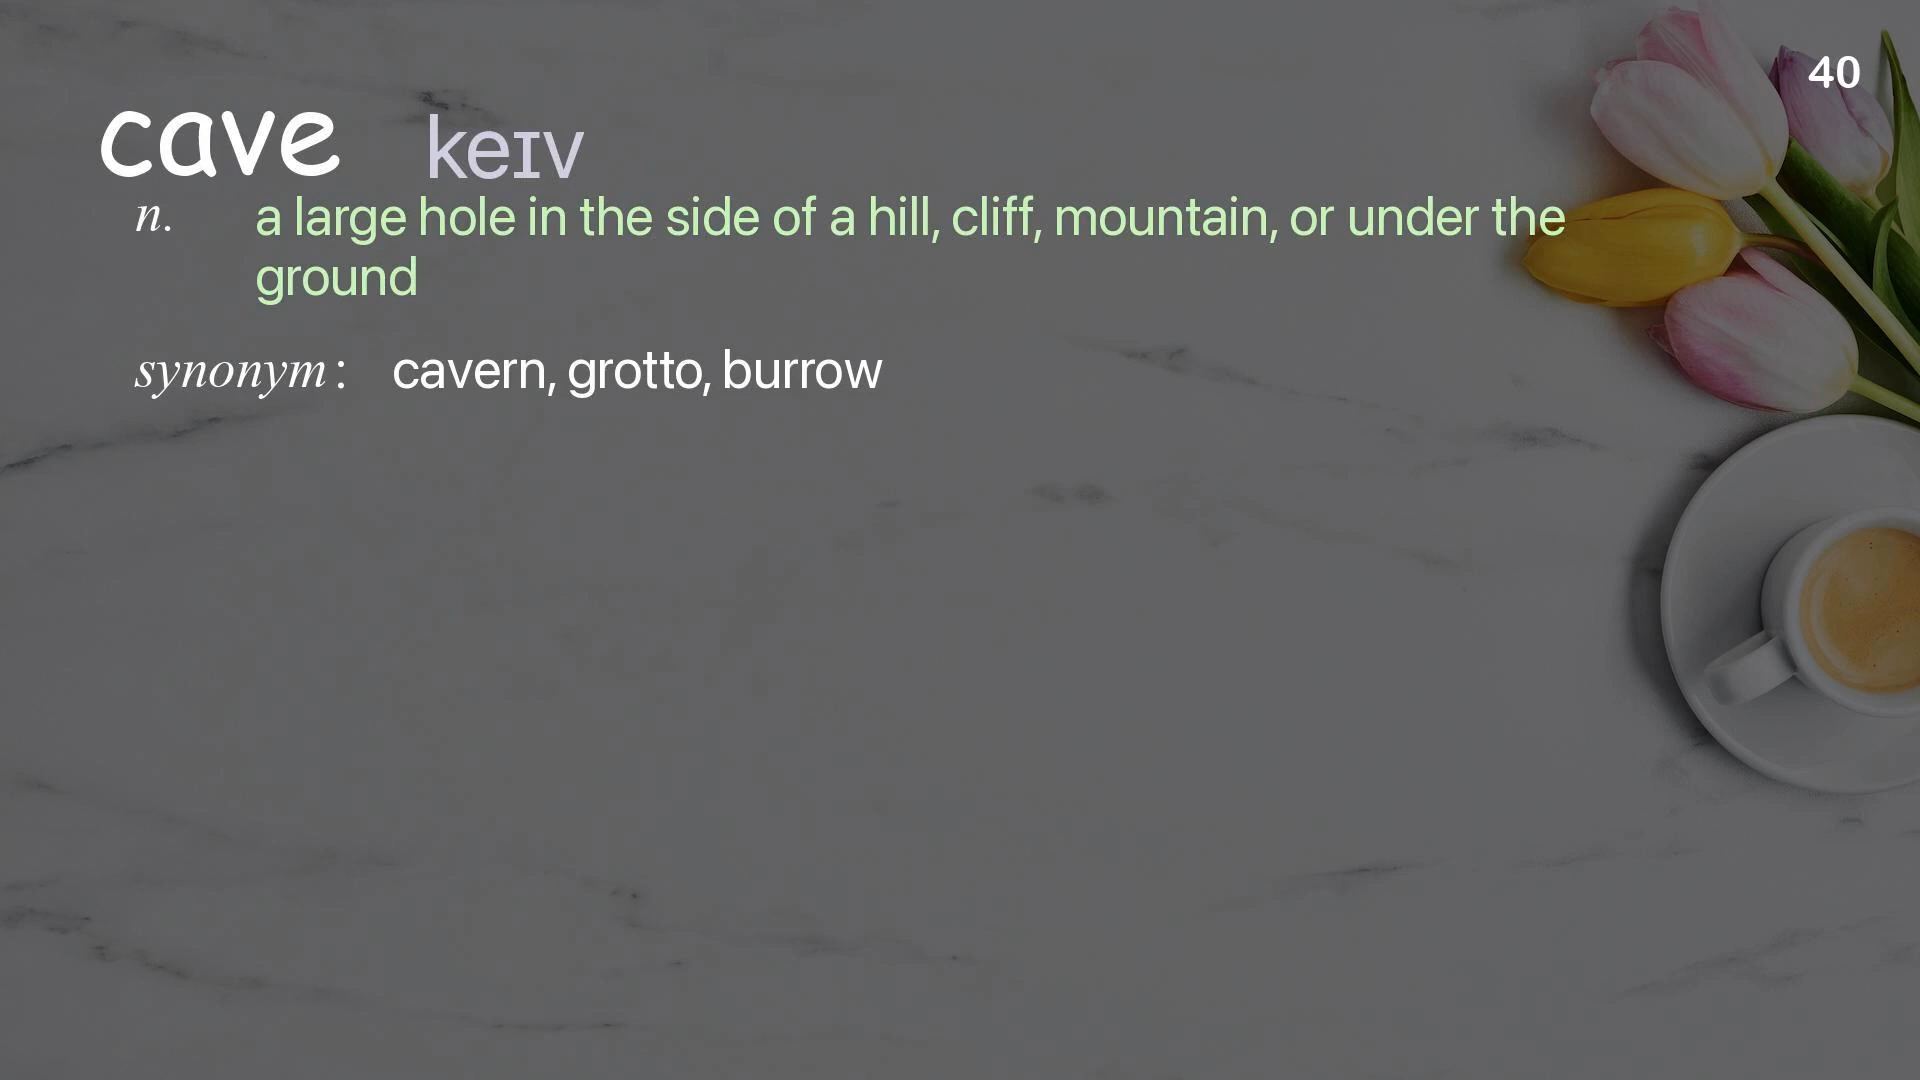 40
cave keɪv
n. a large hole in the side of a hill, cliff, mountain, or under the
ground
synonym : cavern, grotto, burrow